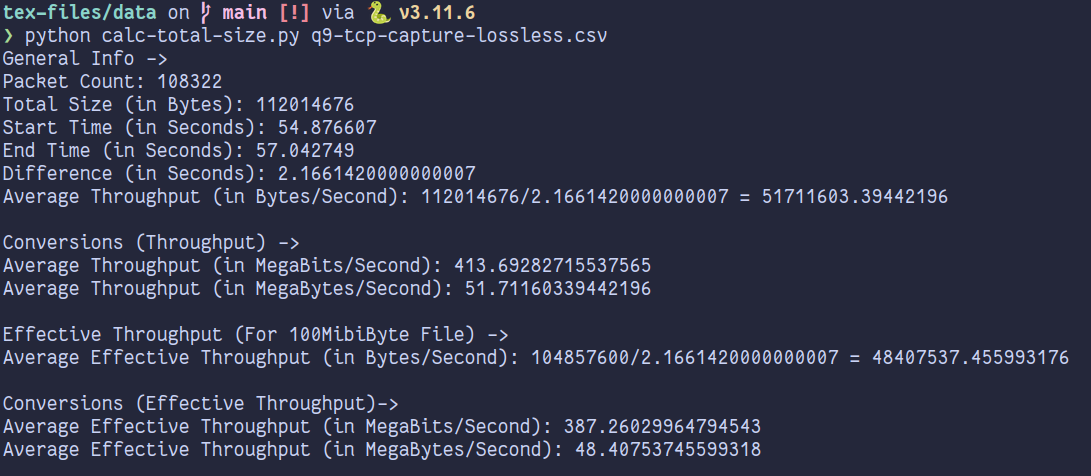 tex-files/data on main [!] via 🐍 v3.11.6
❯ python calc-total-size.py q9-tcp-capture-lossless.csv
General Info ->
Packet Count: 108322
Total Size (in Bytes): 112014676
Start Time (in Seconds): 54.876607
End Time (in Seconds): 57.042749
Difference (in Seconds): 2.1661420000000007
Average Throughput (in Bytes/Second): 112014676/2.1661420000000007 = 51711603.39442196
Conversions (Throughput) ->
Average Throughput (in MegaBits/Second): 413.69282715537565
Average Throughput (in MegaBytes/Second): 51.71160339442196
Effective Throughput (For 100MibiByte File) ->
Average Effective Throughput (in Bytes/Second): 104857600/2.1661420000000007 = 48407537.455993176
Conversions (Effective Throughput)->
Average Effective Throughput (in MegaBits/Second): 387.26029964794543
Average Effective Throughput (in MegaBytes/Second): 48.40753745599318